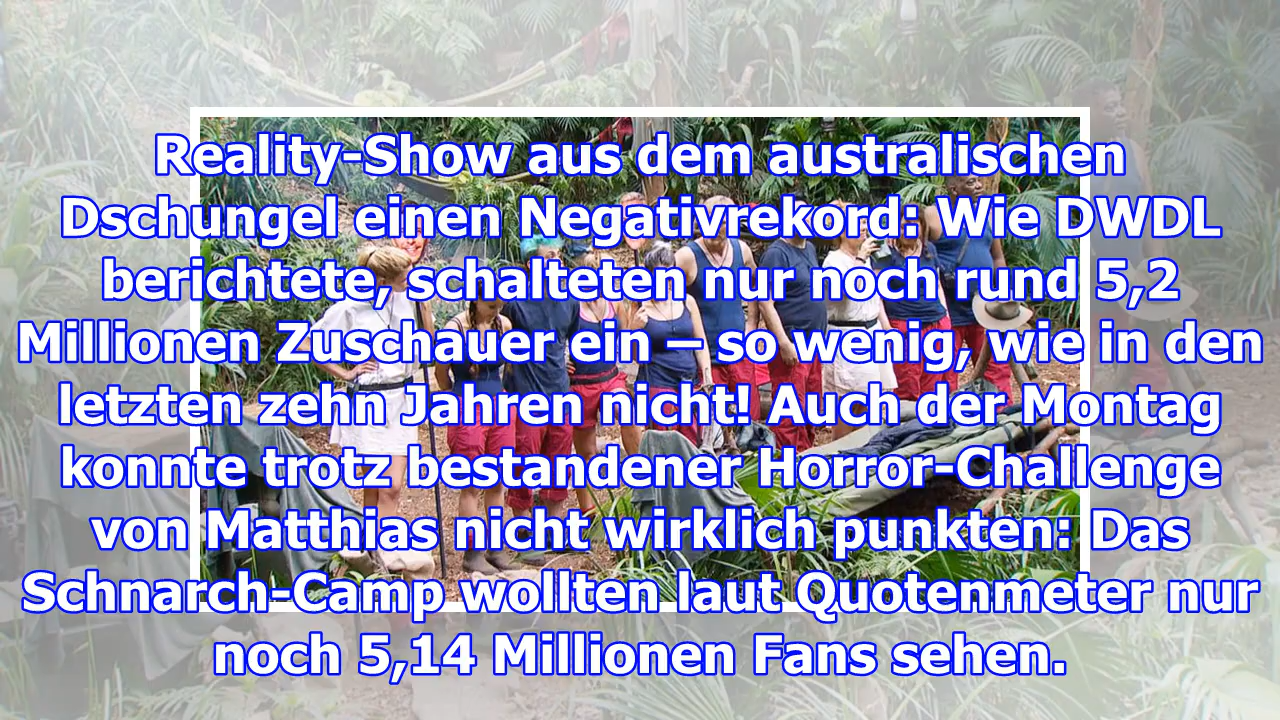 Reality-Show aus dem australischen
Dschungel einen Negativrekord: Wie DWDL
berichtete, schalteten nur noch rund 5,2
Millionen Zuschauer ein – so wenig, wie in den
letzten zehn Jahren nicht! Auch der Montag
konnte trotz bestandener Horror-Challenge
von Matthias nicht wirklich punkten: Das
Schnarch-Camp wollten laut Quotenmeter nur
noch 5,14 Millionen Fans sehen.